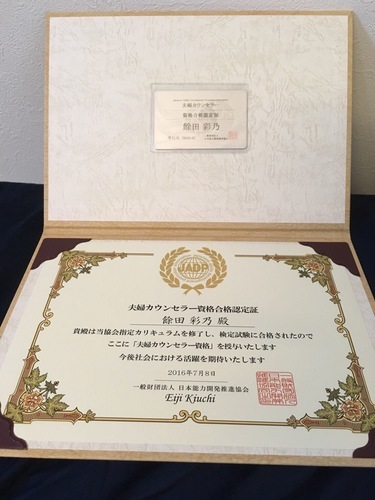 夫婦カウンセラー
資格合格認定証
餘田 彩乃
JADP
夫婦カウンセラー資格合格認定証
餘田 彩乃 殿
貴殿は当協会指定カリキュラムを修了し、検定試験に合格されたので
ここに「夫婦カウンセラー資格」を授与いたします
今後社会における活躍を期待いたします
2016年7月8日
一般財団法人 日本能力開発推進協会
Eiji Kiuchi